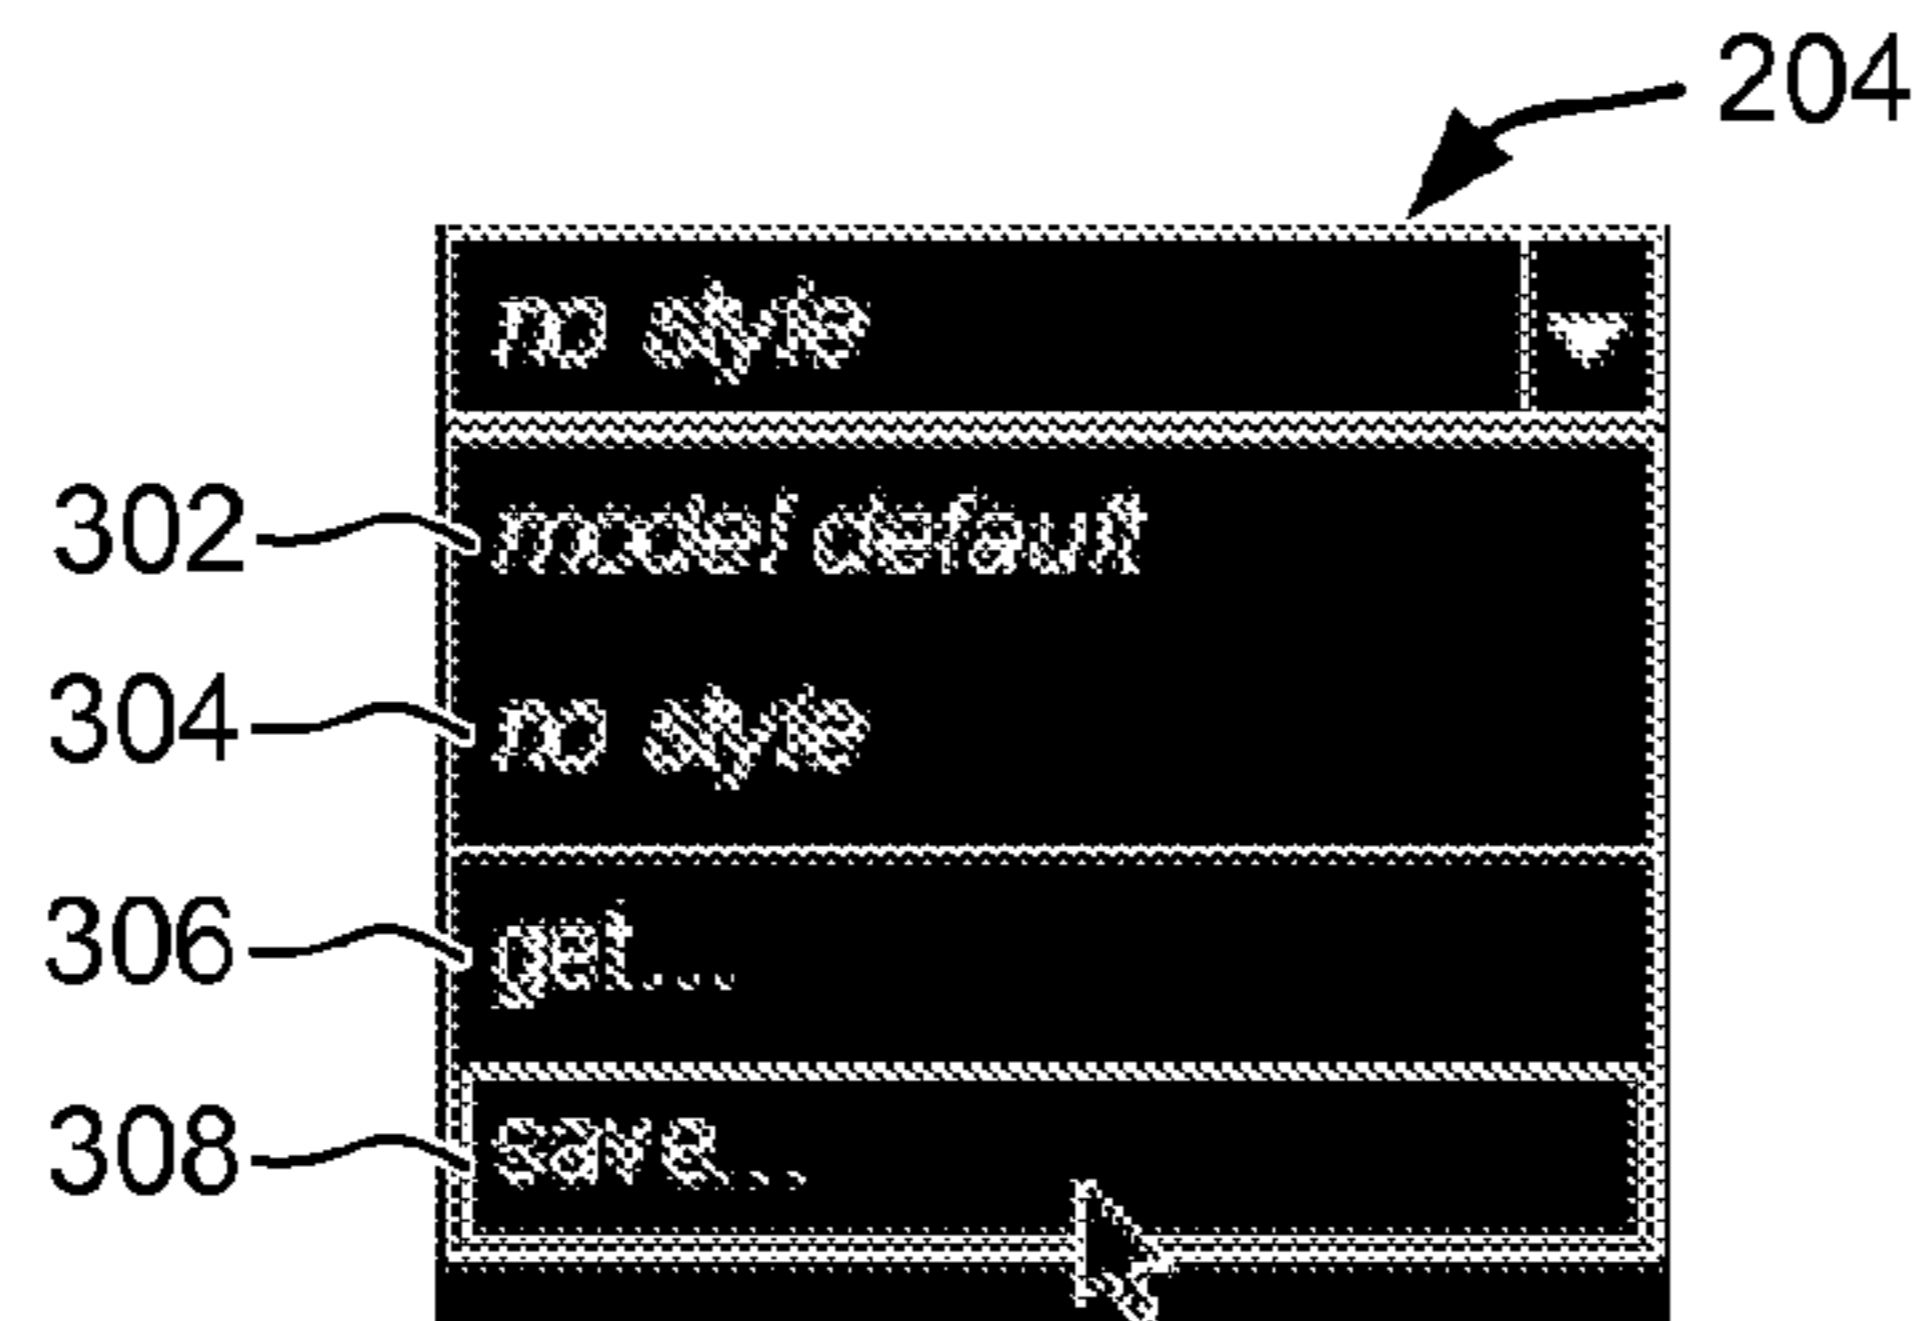 204
no style
302 model default
304 no style
306 get...
308 save...